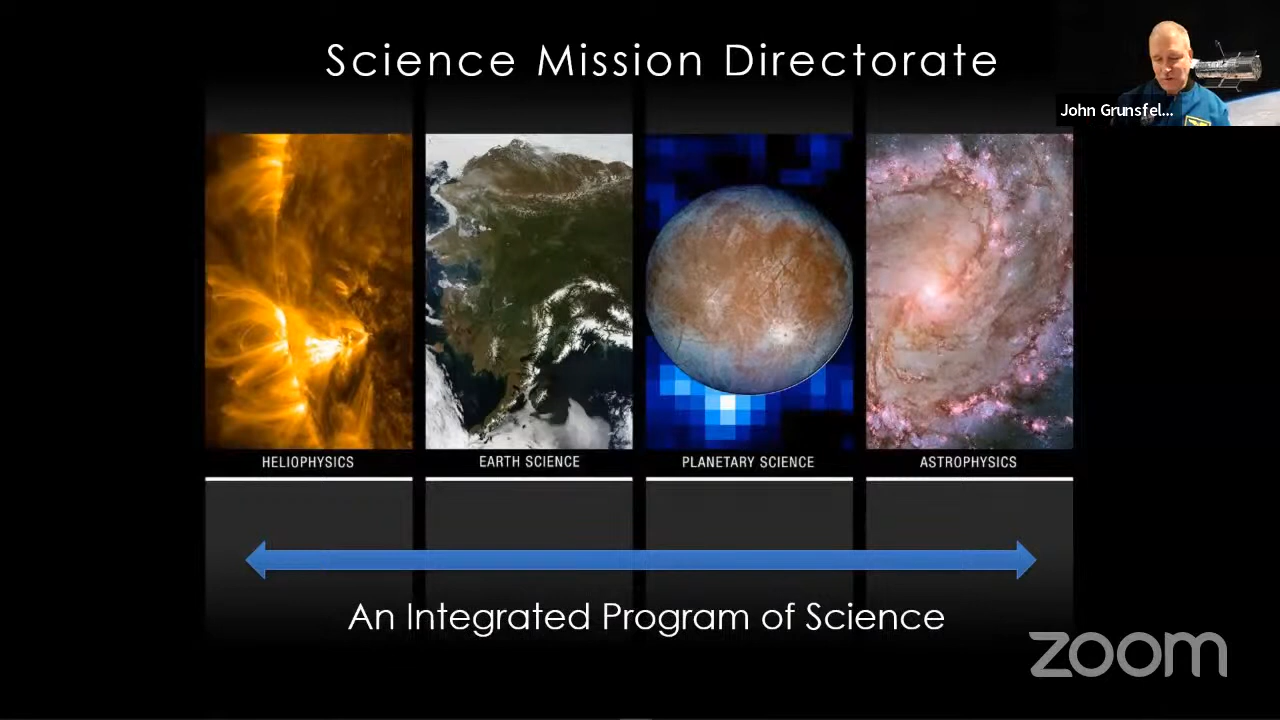 Science Mission Directorate
John Grunsfel...
HELIOPHYSICS
EARTH SCIENCE
PLANETARY SCIENCE
ASTROPHYSICS
An Integrated Program of Science
zoom